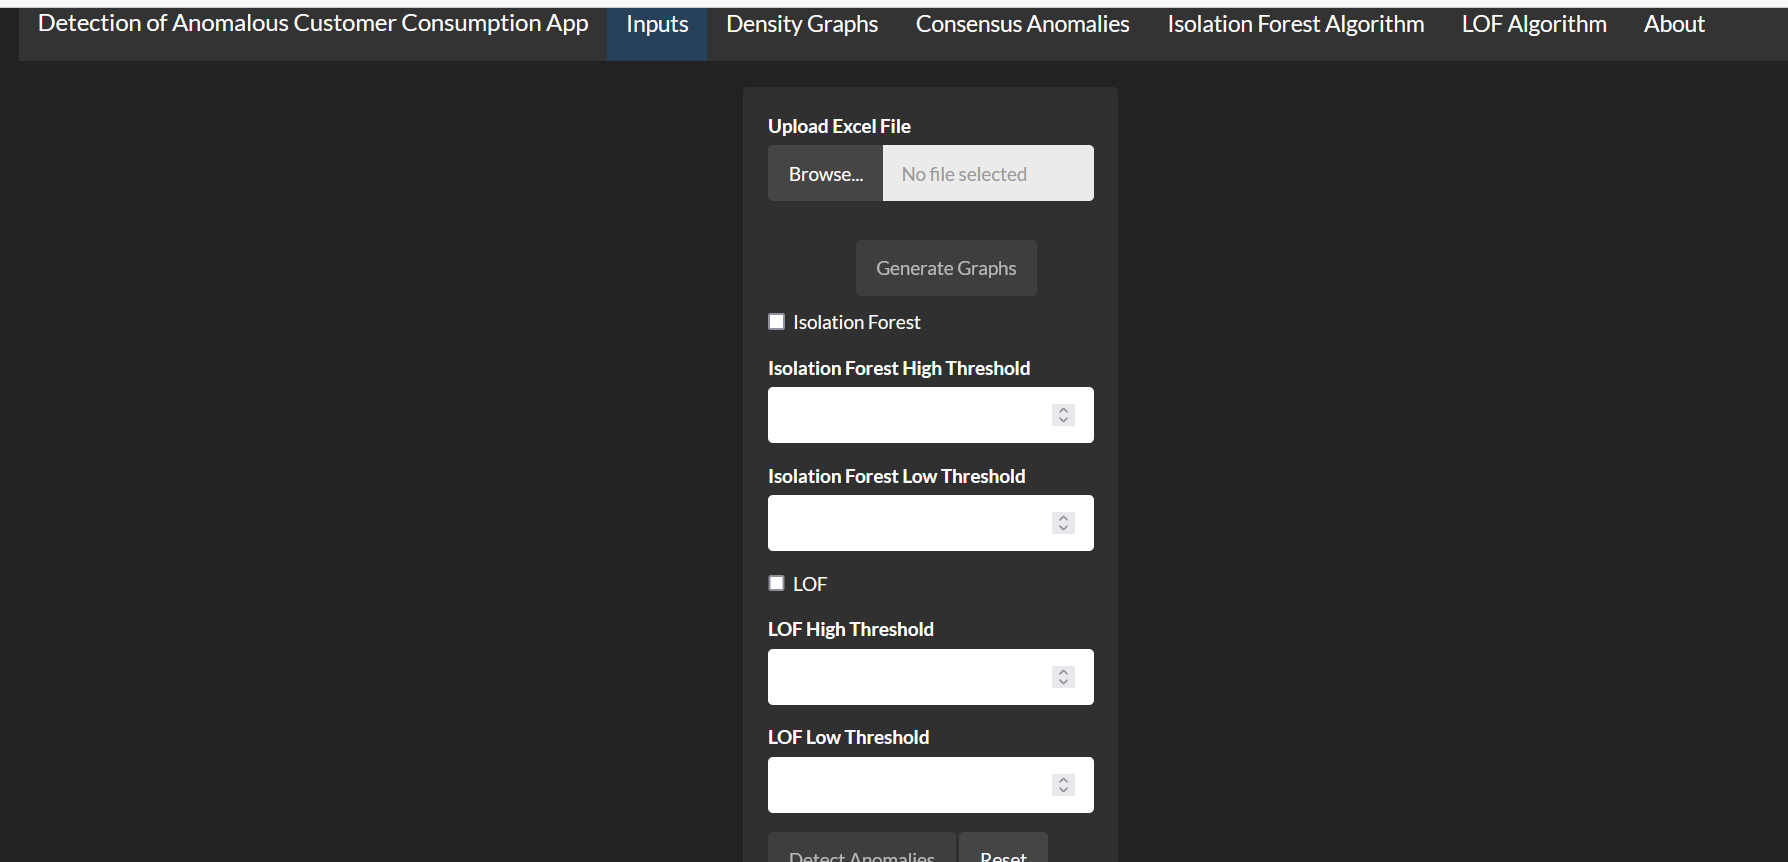 Detection of Anomalous Customer Consumption App Inputs Density Graphs Consensus Anomalies Isolation Forest Algorithm LOF Algorithm About
Upload Excel File
Browse... No file selected
Generate Graphs
Isolation Forest
Isolation Forest High Threshold
Isolation Forest Low Threshold
LOF
LOF High Threshold
LOF Low Threshold
Detect Anomalies Reset